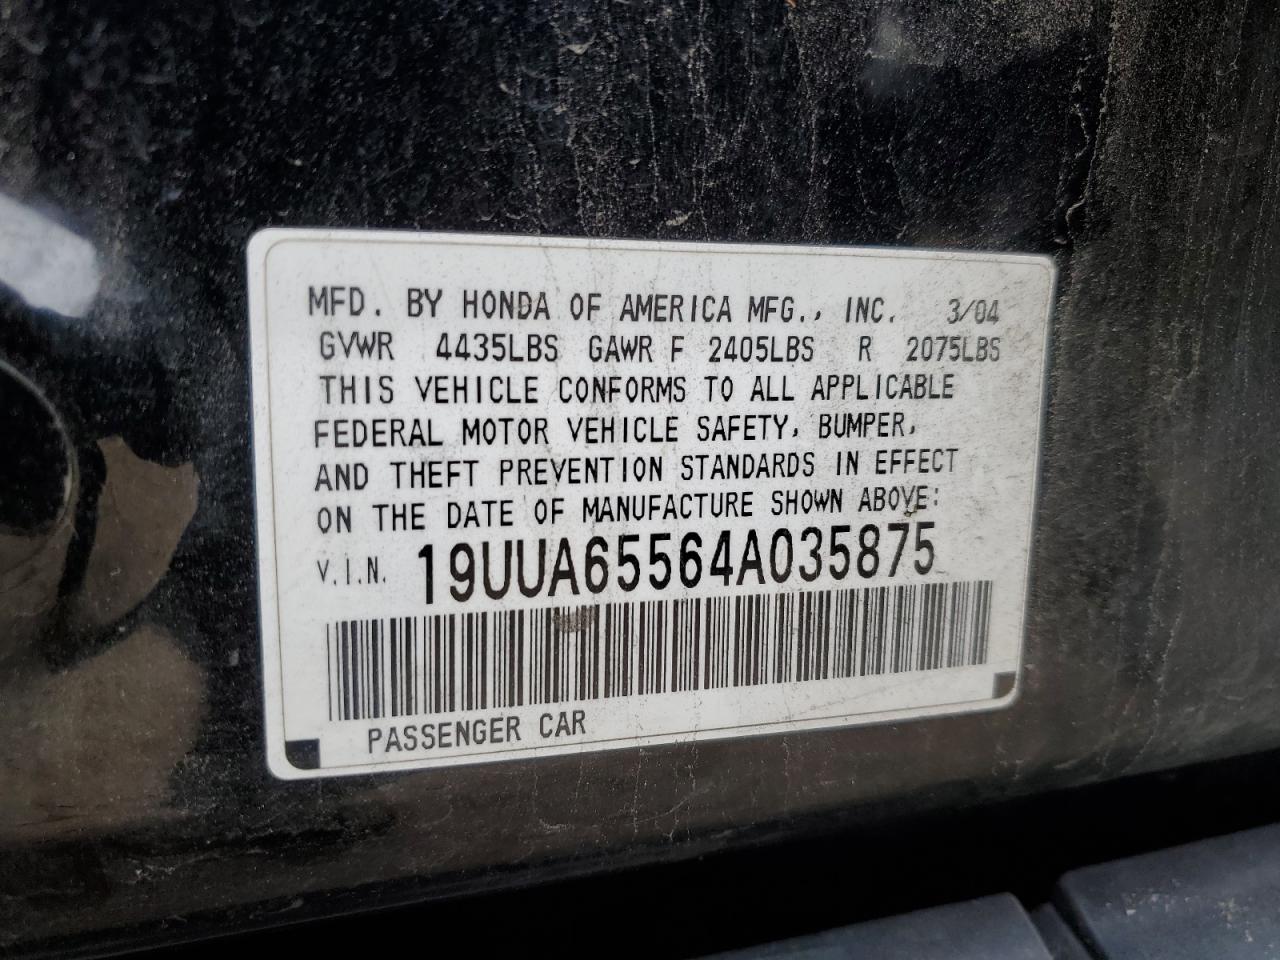 MFD. BY HONDA OF AMERICA MFG., INC. 3/04
GVWR 4435LBS GAWR F 2405LBS R 2075LBS
THIS VEHICLE CONFORMS TO ALL APPLICABLE
FEDERAL MOTOR VEHICLE SAFETY, BUMPER,
AND THEFT PREVENTION STANDARDS IN EFFECT
ON THE DATE OF MANUFACTURE SHOWN ABOVE:
V.I.N. 19UUA65564A035875
PASSENGER CAR